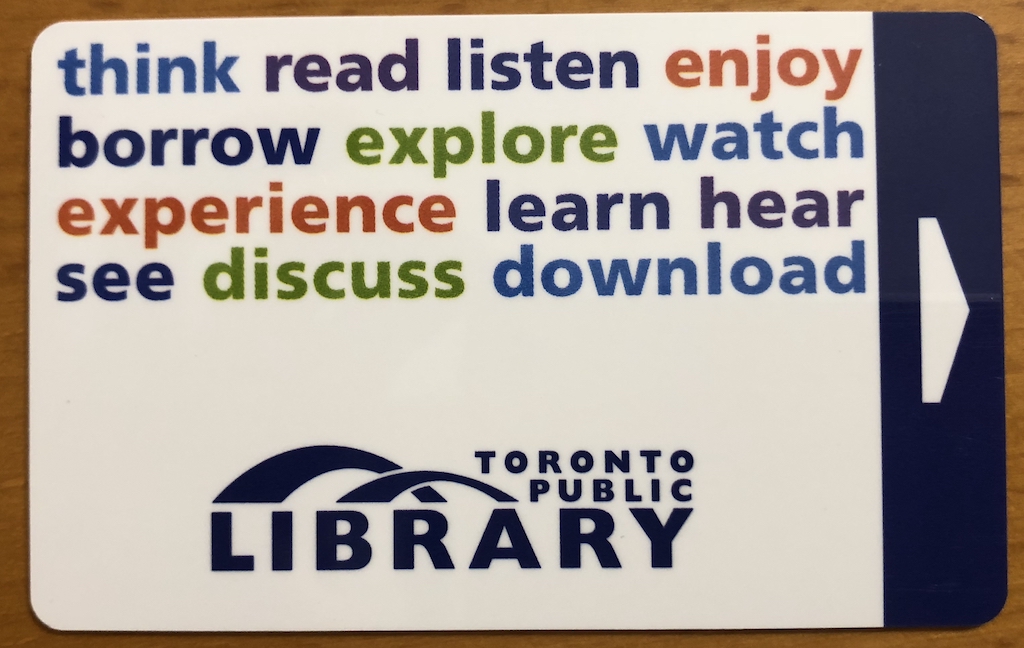 think read listen enjoy
borrow explore watch
experience learn hear
see discuss download
TORONTO
PUBLIC
LIBRARY